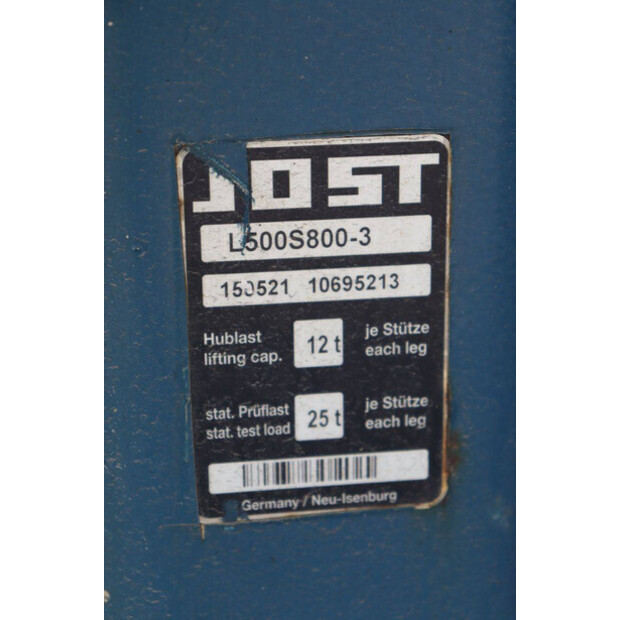 JOST
L500S800-3
150521 10695213
Hublast 12 t je Stütze
lifting cap. each leg
stat. Prüflast 25 t je Stütze
stat. test load each leg
Germany / Neu-Isenburg